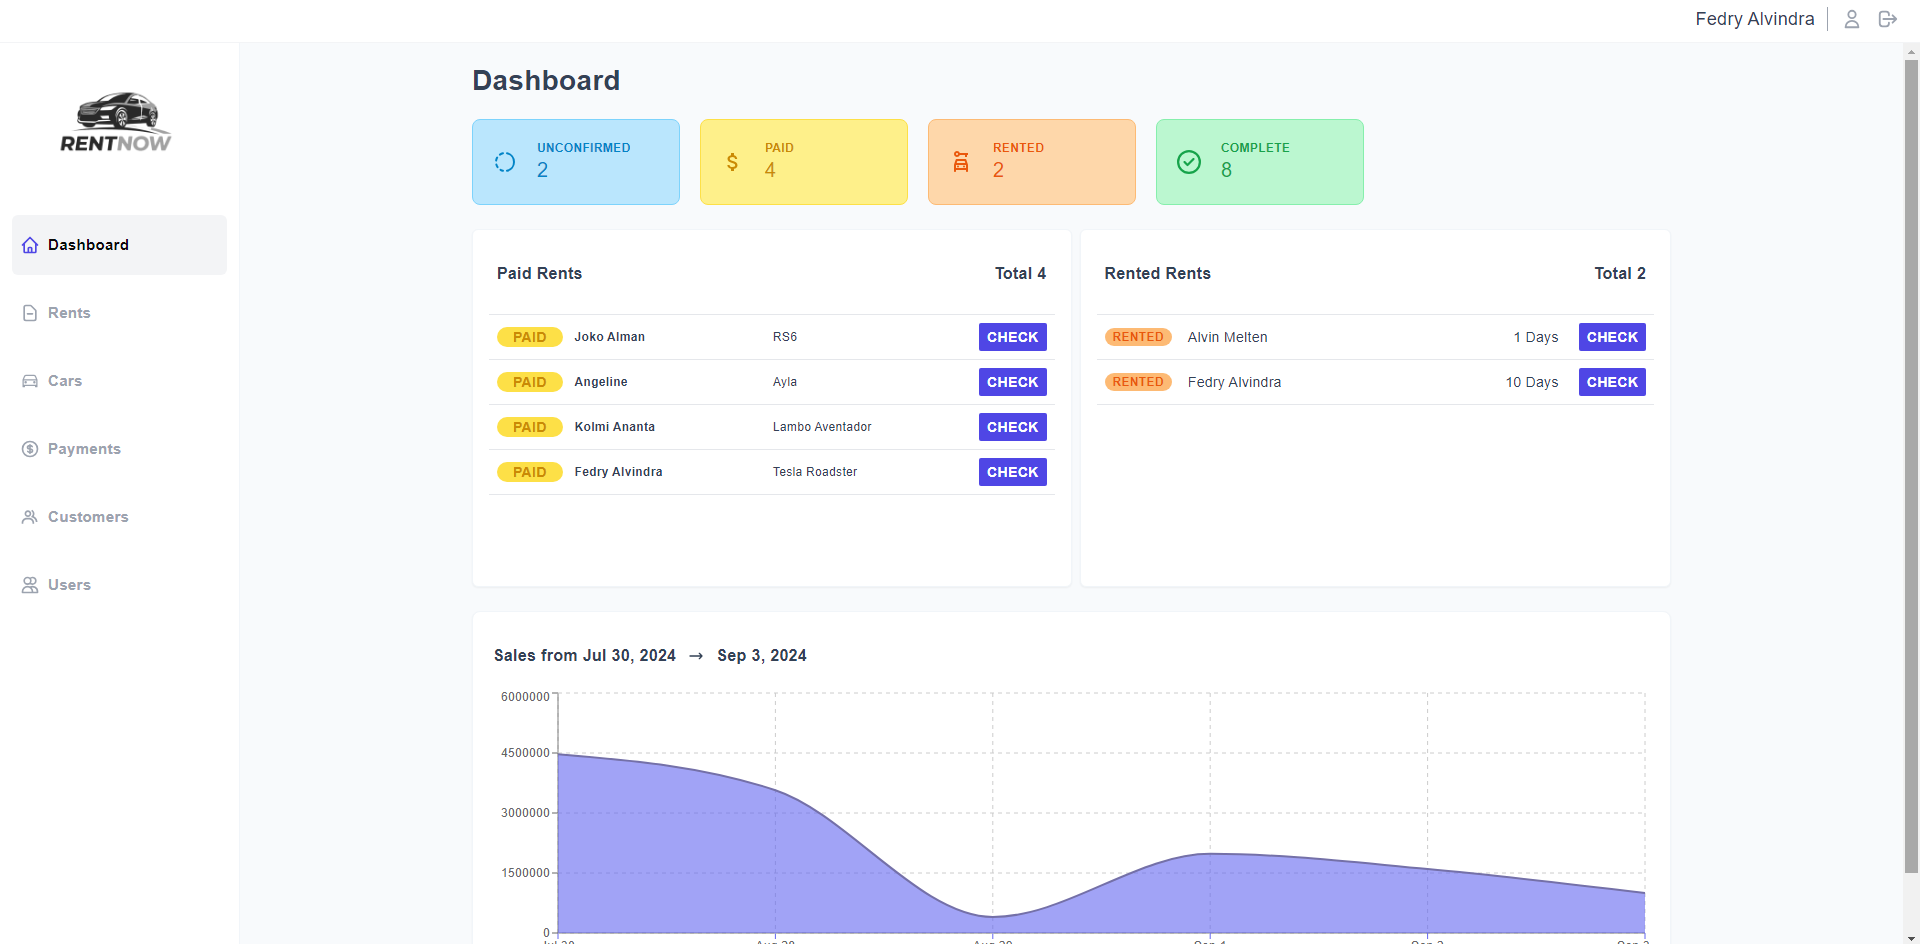 Fedry Alvindra
RENTNOW
Dashboard
Rents
Cars
Payments
Customers
Users
Dashboard
UNCONFIRMED
2
PAID
4
RENTED
2
COMPLETE
8
Paid Rents Total 4
PAID Joko Alman RS6 CHECK
PAID Angeline Ayla CHECK
PAID Kolmi Ananta Lambo Aventador CHECK
PAID Fedry Alvindra Tesla Roadster CHECK
Rented Rents Total 2
RENTED Alvin Melten 1 Days CHECK
RENTED Fedry Alvindra 10 Days CHECK
Sales from Jul 30, 2024 → Sep 3, 2024
6000000
4500000
3000000
1500000
0